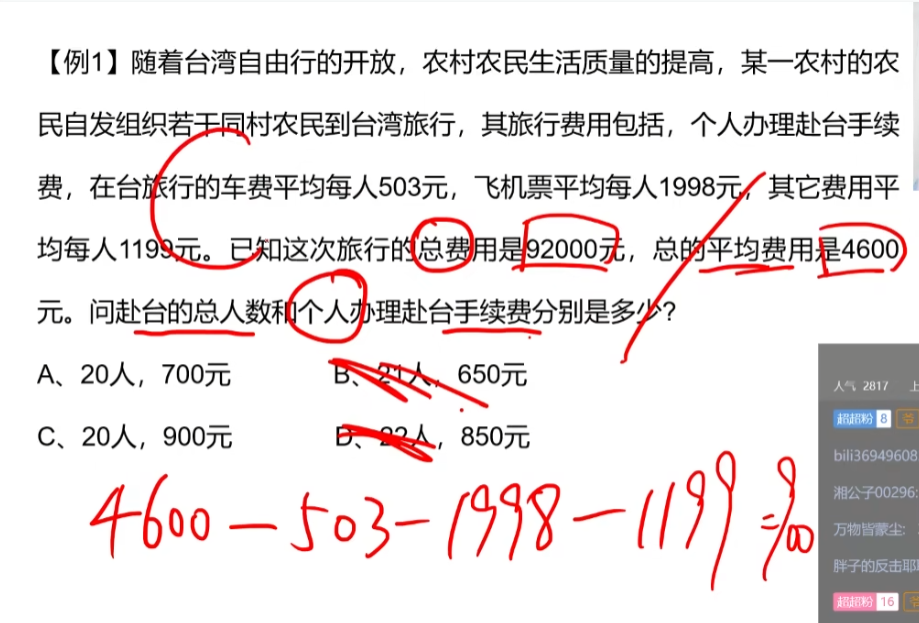 【例1】随着台湾自由行的开放，农村农民生活质量的提高，某一农村的农
民自发组织若干同村农民到台湾旅行，其旅行费用包括，个人办理赴台手续
费，在台旅行的车费平均每人503元，飞机票平均每人1998元，其它费用平
均每人1199元。已知这次旅行的总费用是92000元，总的平均费用是4600
元。问赴台的总人数和个人办理赴台手续费分别是多少？
A、20人，700元 B、21人，650元
C、20人，900元 D、22人，850元
4600－503－1998－1199=900
人气 2817 上
超超粉 8
bili36949608
湘公子00296:
万物皆蒙尘:
胖子的反击耶
超超粉 16